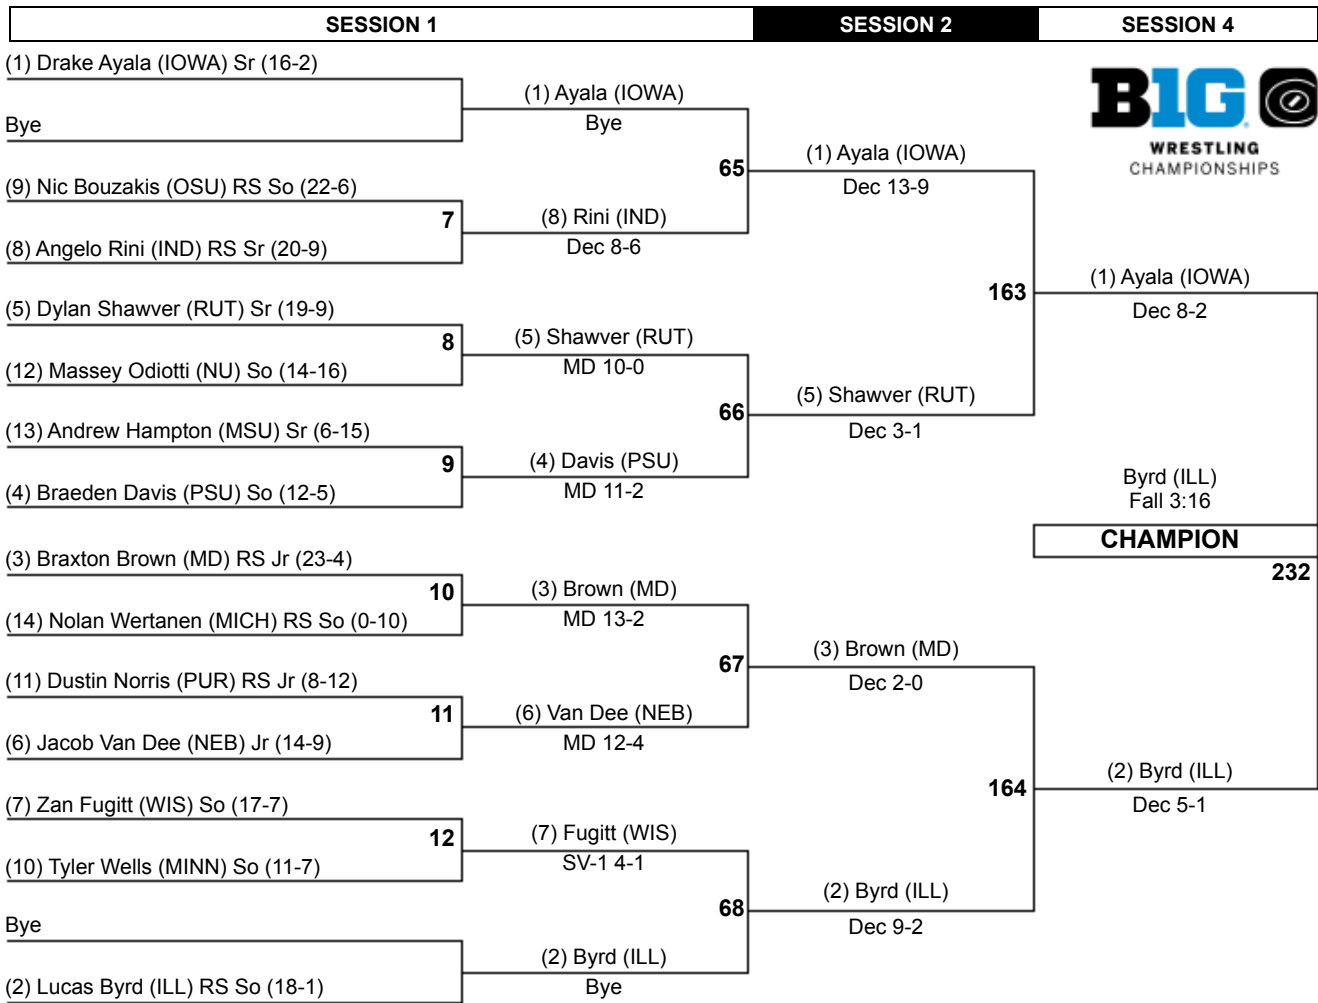 SESSION 1
SESSION 2
SESSION 4
(1) Drake Ayala (IOWA) Sr (16-2)
Bye
(9) Nic Bouzakis (OSU) RS So (22-6)
7
(8) Angelo Rini (IND) RS Sr (20-9)
(5) Dylan Shawver (RUT) Sr (19-9)
8
(12) Massey Odiotti (NU) So (14-16)
(13) Andrew Hampton (MSU) Sr (6-15)
9
(4) Braeden Davis (PSU) So (12-5)
(3) Braxton Brown (MD) RS Jr (23-4)
10
(14) Nolan Wertanen (MICH) RS So (0-10)
(11) Dustin Norris (PUR) RS Jr (8-12)
11
(6) Jacob Van Dee (NEB) Jr (14-9)
(7) Zan Fugitt (WIS) So (17-7)
12
(10) Tyler Wells (MINN) So (11-7)
Bye
(2) Lucas Byrd (ILL) RS So (18-1)
(1) Ayala (IOWA)
Bye
65
(8) Rini (IND)
Dec 8-6
(5) Shawver (RUT)
MD 10-0
66
(4) Davis (PSU)
MD 11-2
(3) Brown (MD)
MD 13-2
67
(6) Van Dee (NEB)
MD 12-4
(7) Fugitt (WIS)
SV-1 4-1
68
(2) Byrd (ILL)
Bye
(1) Ayala (IOWA)
Dec 13-9
163
(5) Shawver (RUT)
Dec 3-1
(3) Brown (MD)
Dec 2-0
164
(2) Byrd (ILL)
Dec 9-2
B1G
WRESTLING
CHAMPIONSHIPS
(1) Ayala (IOWA)
Dec 8-2
Byrd (ILL)
Fall 3:16
CHAMPION
232
(2) Byrd (ILL)
Dec 5-1